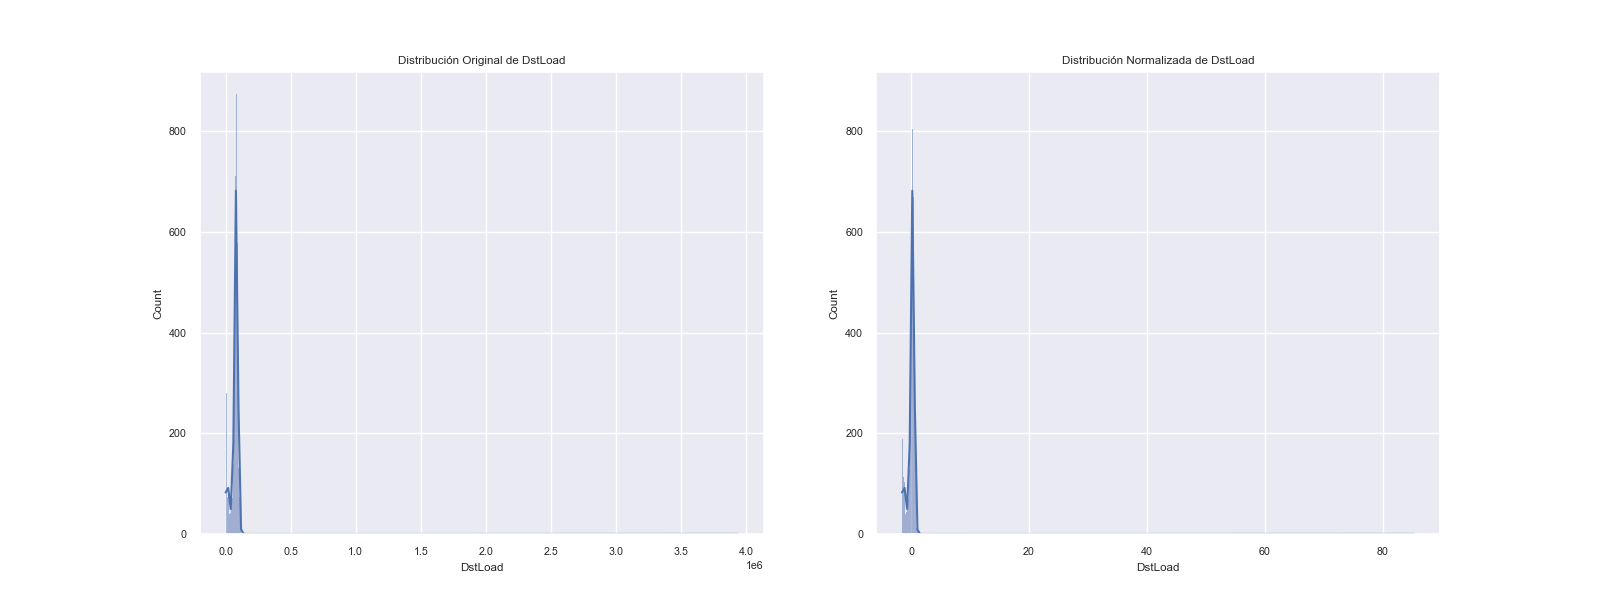 Distribución Original de DstLoad
800
600
400
200
0
Count
0.0 0.5 1.0 1.5 2.0 2.5 3.0 3.5 4.0
1e6
DstLoad
Distribución Normalizada de DstLoad
800
600
400
200
0
Count
0 20 40 60 80
DstLoad